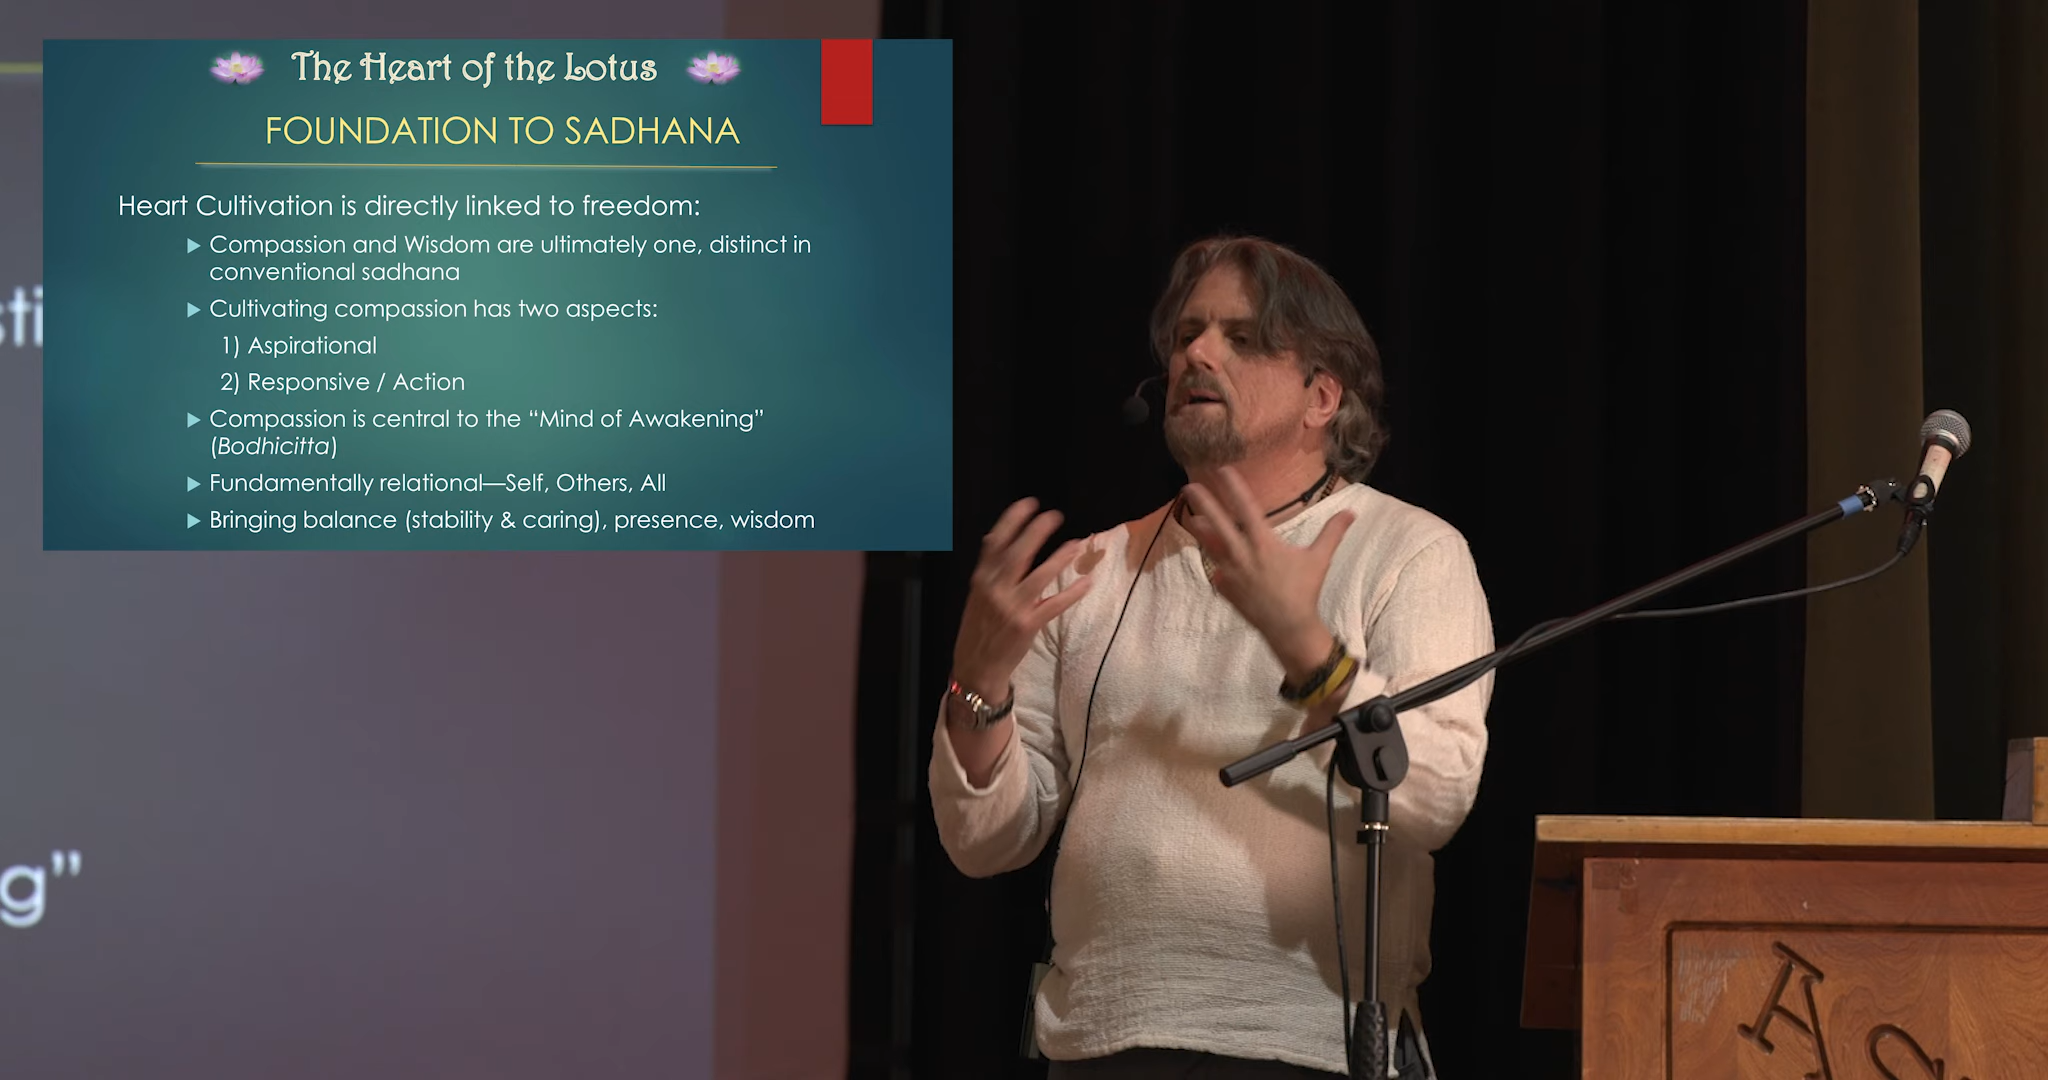 The Heart of the Lotus
FOUNDATION TO SADHANA
Heart Cultivation is directly linked to freedom:
Compassion and Wisdom are ultimately one, distinct in
conventional sadhana
Cultivating compassion has two aspects:
1) Aspirational
2) Responsive / Action
Compassion is central to the “Mind of Awakening”
(Bodhicitta)
Fundamentally relational—Self, Others, All
Bringing balance (stability & caring), presence, wisdom
sti
g”
A